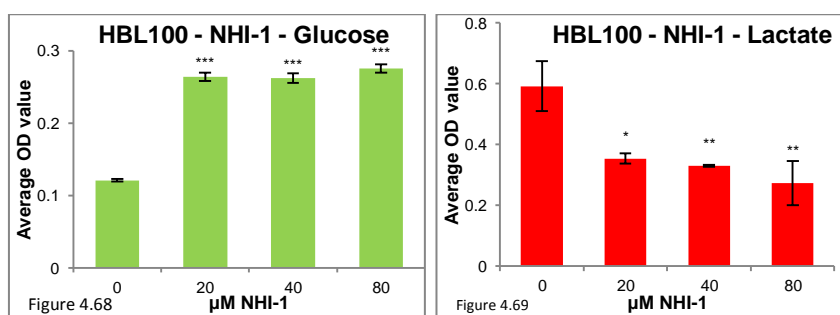 HBL100 - NHI-1 - Glucose
Average OD value
0.3
0.2
0.1
0
*** *** ***
0 20 40 80
Figure 4.68 µM NHI-1
HBL100 - NHI-1 - Lactate
Average OD value
0.8
0.6
0.4
0.2
0
* ** **
0 20 40 80
Figure 4.69 µM NHI-1